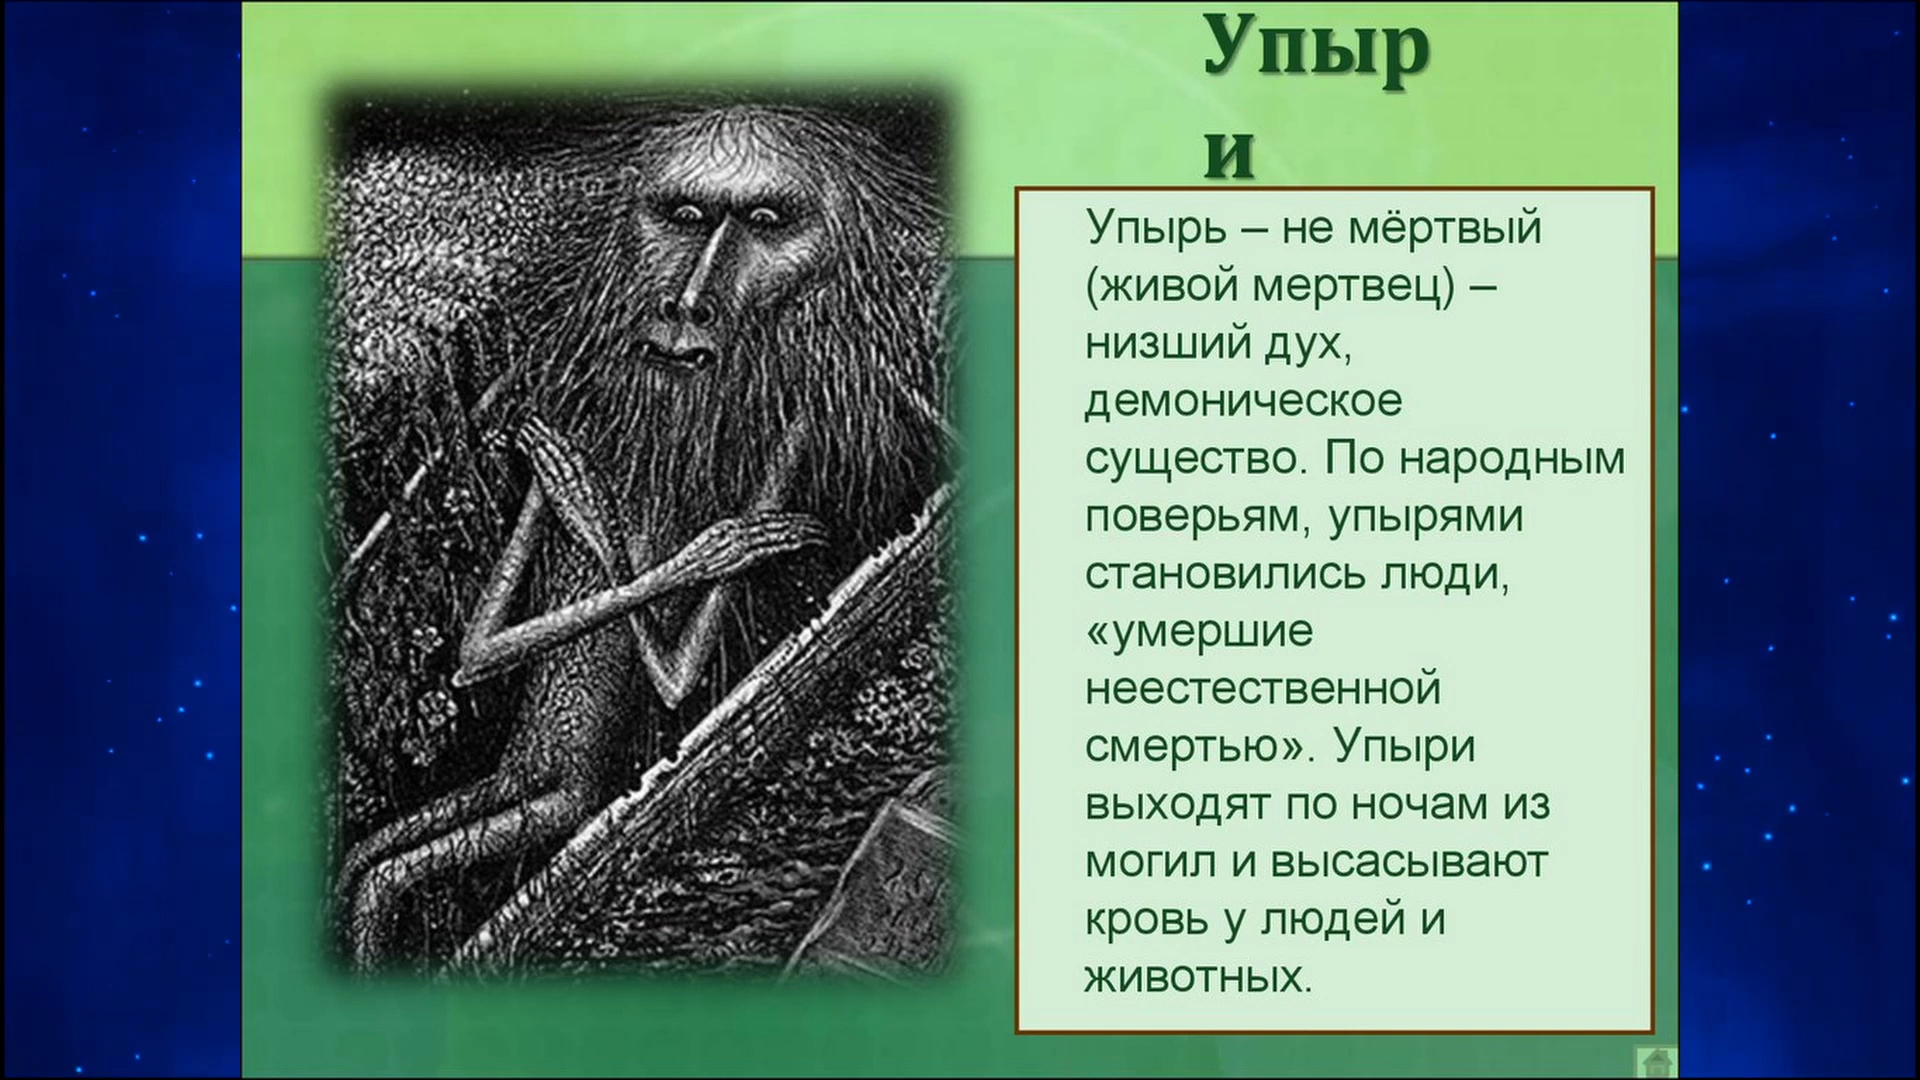 Упыр
и
Упырь – не мёртвый
(живой мертвец) –
низший дух,
демоническое
существо. По народным
поверьям, упырями
становились люди,
«умершие
неестественной
смертью». Упыри
выходят по ночам из
могил и высасывают
кровь у людей и
животных.